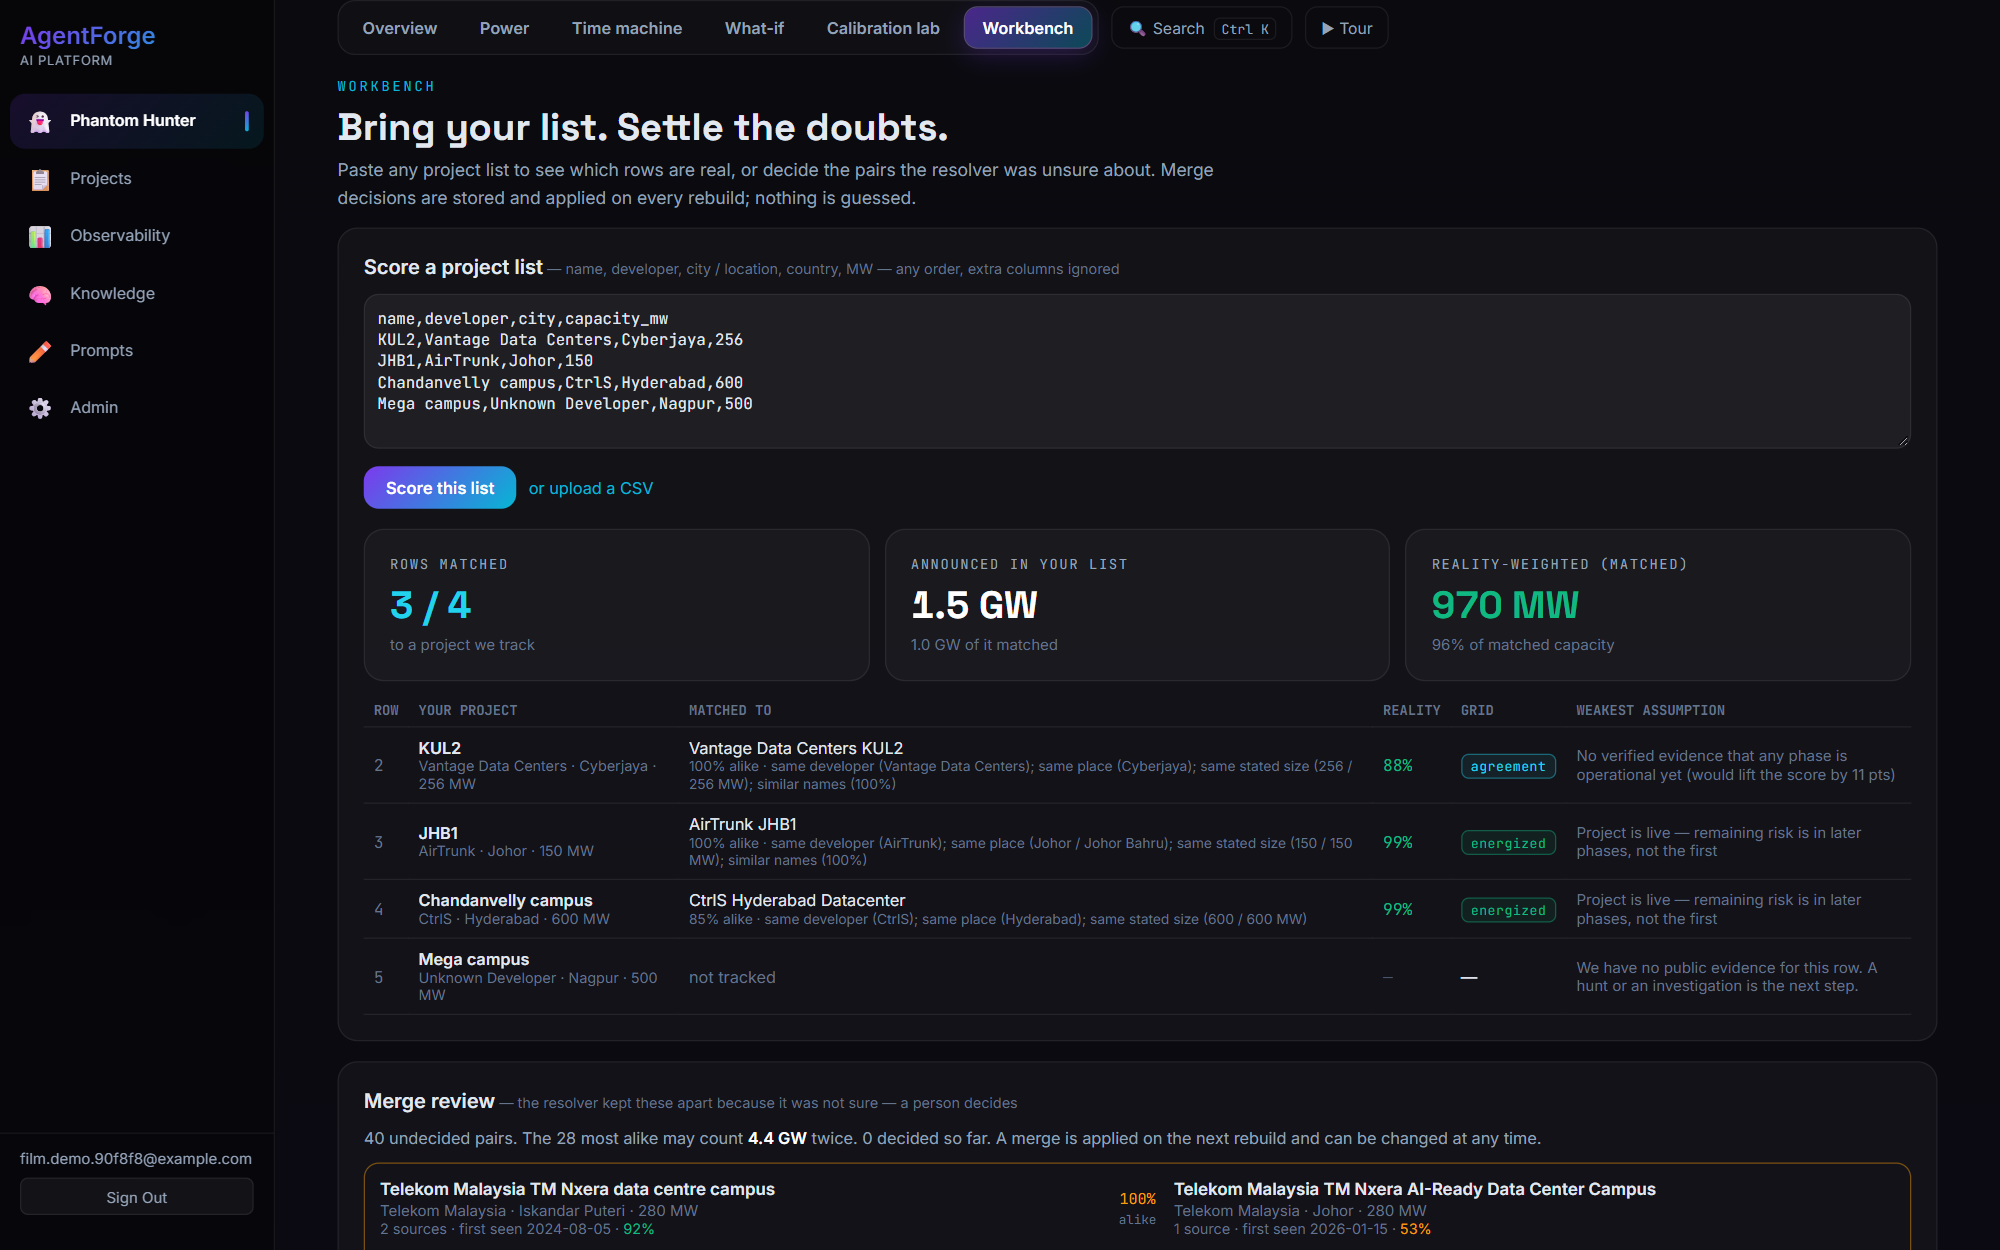 AgentForge
AI PLATFORM
Phantom Hunter
Projects
Observability
Knowledge
Prompts
Admin
film.demo.90f8f8@example.com
Sign Out
Overview
Power
Time machine
What-if
Calibration lab
Workbench
Search Ctrl K
Tour
WORKBENCH
Bring your list. Settle the doubts.
Paste any project list to see which rows are real, or decide the pairs the resolver was unsure about. Merge
decisions are stored and applied on every rebuild; nothing is guessed.
Score a project list — name, developer, city / location, country, MW — any order, extra columns ignored
name,developer,city,capacity_mw
KUL2,Vantage Data Centers,Cyberjaya,256
JHB1,AirTrunk,Johor,150
Chandanvelly campus,CtrlS,Hyderabad,600
Mega campus,Unknown Developer,Nagpur,500
Score this list
or upload a CSV
ROWS MATCHED
3 / 4
to a project we track
ANNOUNCED IN YOUR LIST
1.5 GW
1.0 GW of it matched
REALITY-WEIGHTED (MATCHED)
970 MW
96% of matched capacity
ROW YOUR PROJECT MATCHED TO REALITY GRID WEAKEST ASSUMPTION
2
KUL2
Vantage Data Centers · Cyberjaya ·
256 MW
Vantage Data Centers KUL2
100% alike · same developer (Vantage Data Centers); same place (Cyberjaya); same stated size (256 /
256 MW); similar names (100%)
88%
agreement
No verified evidence that any phase is
operational yet (would lift the score by 11 pts)
3
JHB1
AirTrunk · Johor · 150 MW
AirTrunk JHB1
100% alike · same developer (AirTrunk); same place (Johor / Johor Bahru); same stated size (150 / 150
MW); similar names (100%)
99%
energized
Project is live — remaining risk is in later
phases, not the first
4
Chandanvelly campus
CtrlS · Hyderabad · 600 MW
CtrlS Hyderabad Datacenter
85% alike · same developer (CtrlS); same place (Hyderabad); same stated size (600 / 600 MW)
99%
energized
Project is live — remaining risk is in later
phases, not the first
5
Mega campus
Unknown Developer · Nagpur · 500
MW
not tracked
—
—
We have no public evidence for this row. A
hunt or an investigation is the next step.
Merge review — the resolver kept these apart because it was not sure — a person decides
40 undecided pairs. The 28 most alike may count 4.4 GW twice. 0 decided so far. A merge is applied on the next rebuild and can be changed at any time.
Telekom Malaysia TM Nxera data centre campus
Telekom Malaysia · Iskandar Puteri · 280 MW
2 sources · first seen 2024-08-05 · 92%
100%
alike
Telekom Malaysia TM Nxera AI-Ready Data Center Campus
Telekom Malaysia · Johor · 280 MW
1 source · first seen 2026-01-15 · 53%